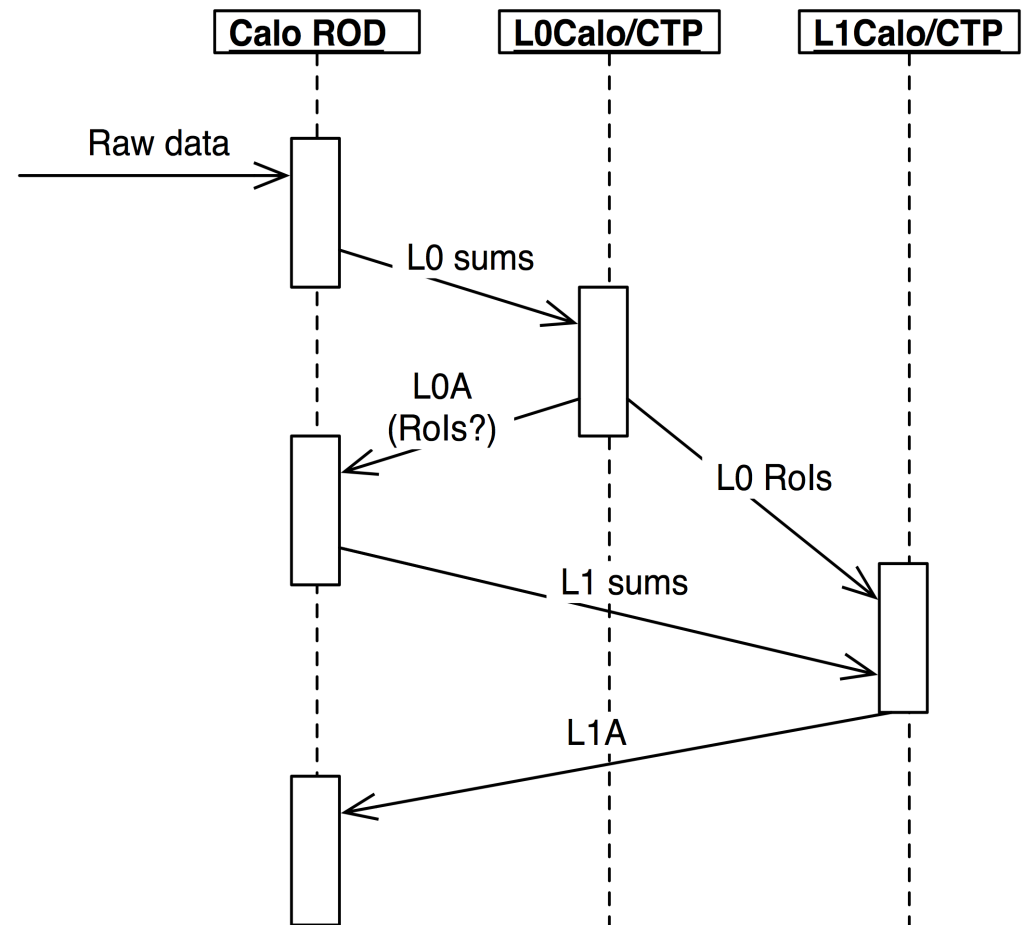 Calo ROD
L0Calo/CTP
L1Calo/CTP
Raw data
L0 sums
L0A
(RoIs?)
L0 RoIs
L1 sums
L1A